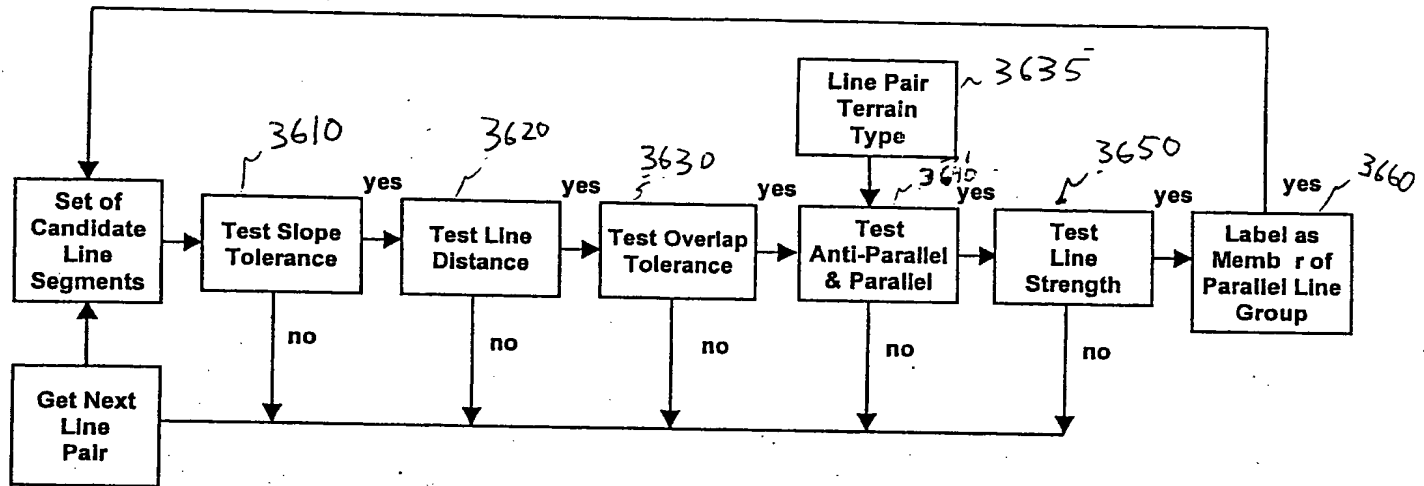 Line Pair
Terrain
Type
3635
3610
3620
3630
3640
3650
3660
yes
yes
yes
yes
yes
yes
Set of
Candidate
Line
Segments
Test Slope
Tolerance
Test Line
Distance
Test Overlap
Tolerance
Test
Anti-Parallel
& Parallel
Test
Line
Strength
Label as
Memb r of
Parallel Line
Group
no
no
no
no
no
Get Next
Line
Pair